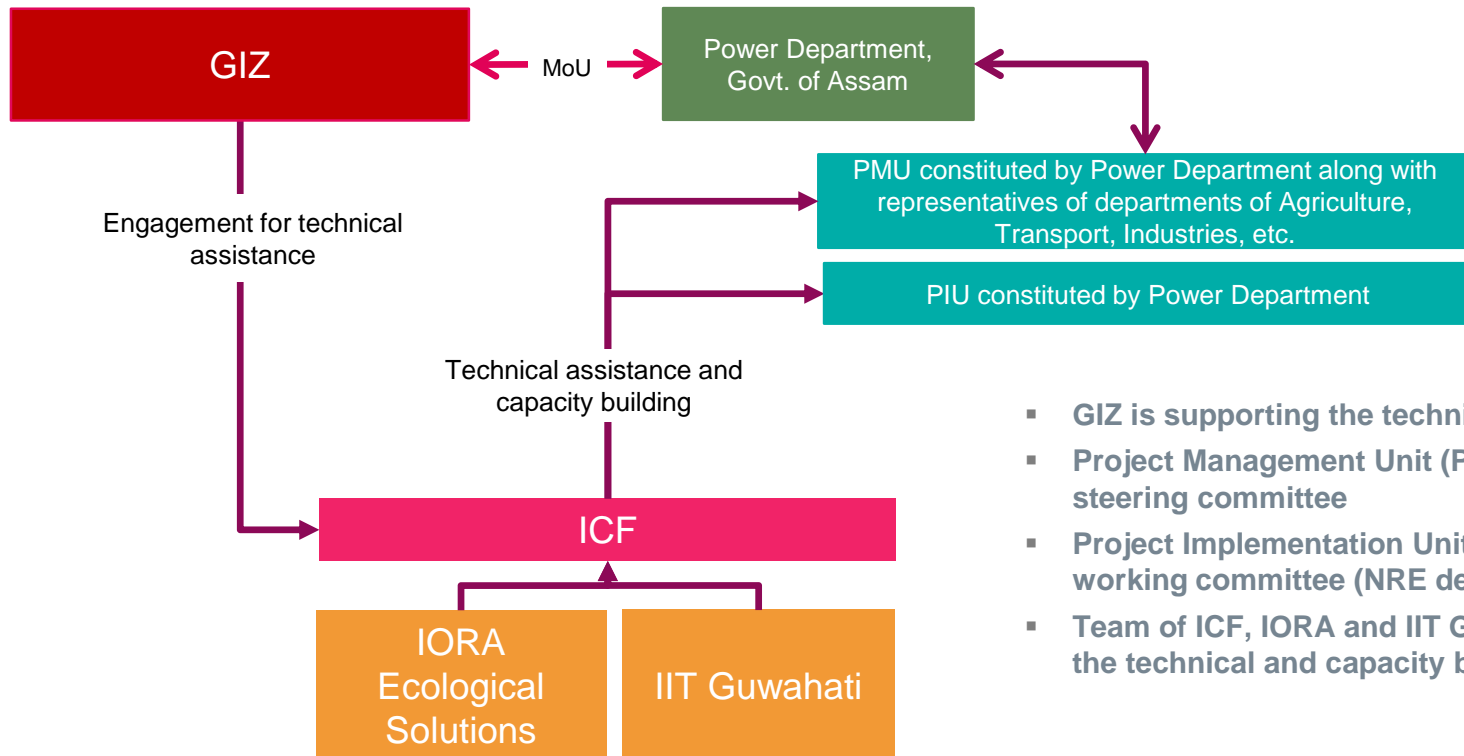 GIZ
MoU
Power Department,
Govt. of Assam
PMU constituted by Power Department along with
representatives of departments of Agriculture,
Transport, Industries, etc.
PIU constituted by Power Department
Engagement for technical
assistance
Technical assistance and
capacity building
ICF
IORA
Ecological
Solutions
IIT Guwahati
▪ GIZ is supporting the techni
▪ Project Management Unit (P
steering committee
▪ Project Implementation Unit
working committee (NRE de
▪ Team of ICF, IORA and IIT G
the technical and capacity b